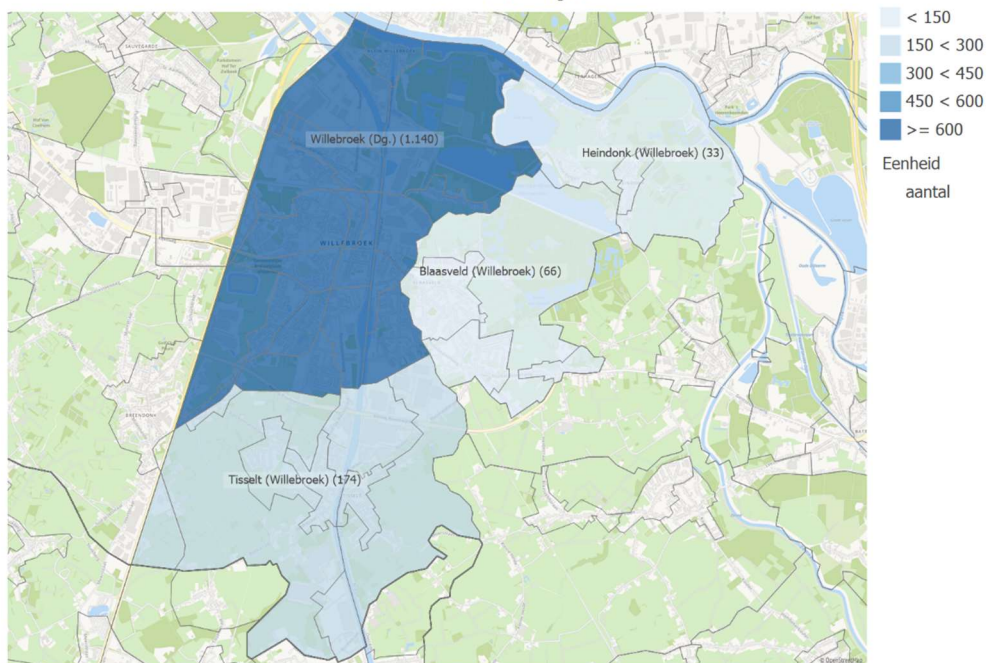 < 150
150 < 300
300 < 450
450 < 600
>= 600
Eenheid
aantal
Willebroek (Dg.) (1.140)
Heindonk (Willebroek) (33)
WILLEBROEK
Blaasveld (Willebroek) (66)
BREENDONK
Tisselt (Willebroek) (174)
© OpenStreetMap